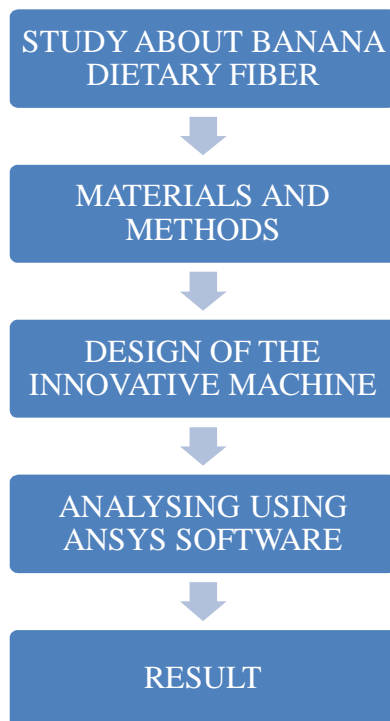 STUDY ABOUT BANANA
DIETARY FIBER
MATERIALS AND
METHODS
DESIGN OF THE
INNOVATIVE MACHINE
ANALYSING USING
ANSYS SOFTWARE
RESULT